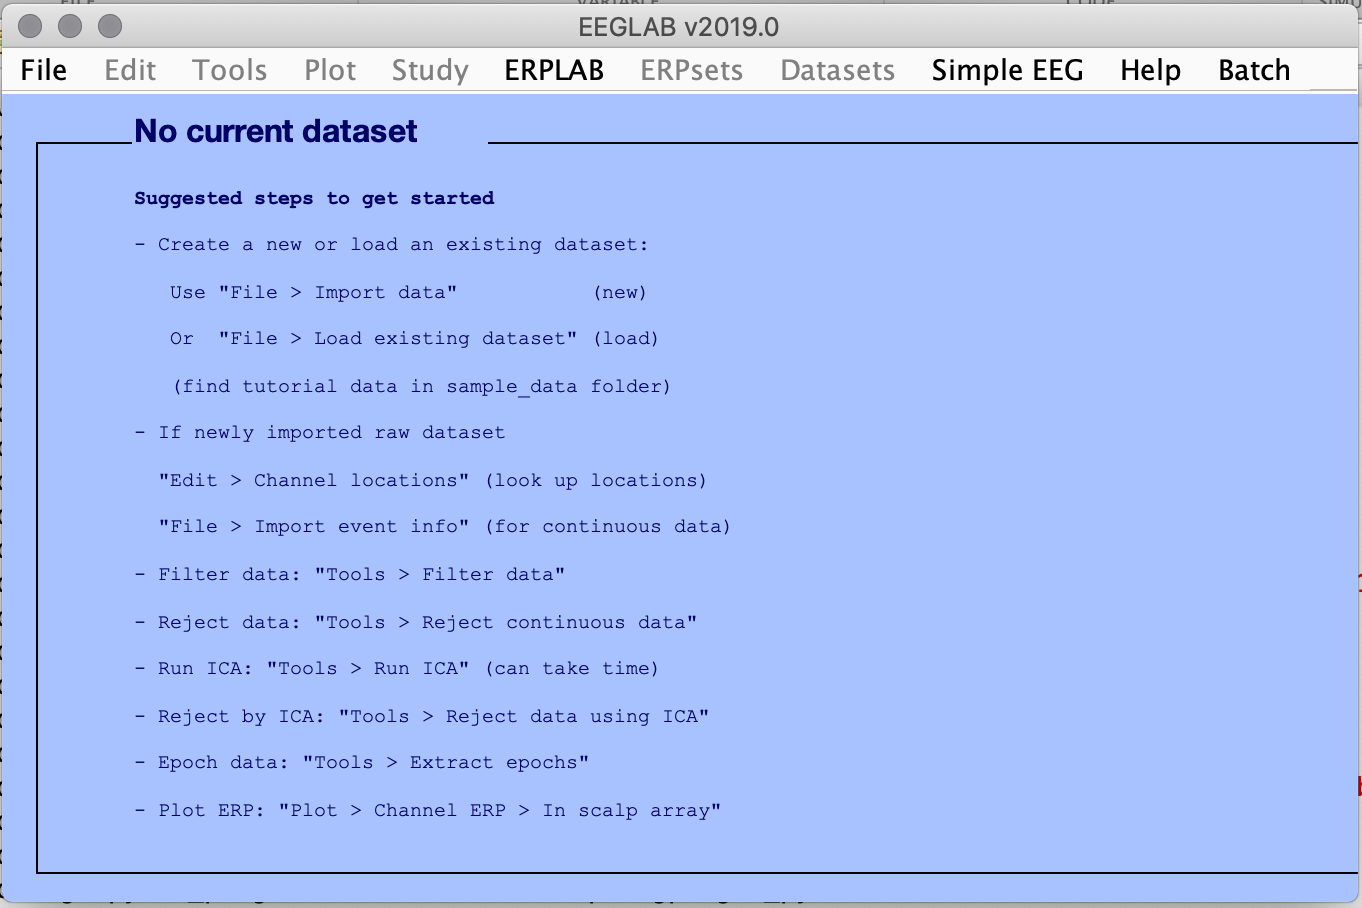 EEGLAB v2019.0
File Edit Tools Plot Study ERPLAB ERPsets Datasets Simple EEG Help Batch
No current dataset
Suggested steps to get started
- Create a new or load an existing dataset:
Use "File > Import data" (new)
Or "File > Load existing dataset" (load)
(find tutorial data in sample_data folder)
- If newly imported raw dataset
"Edit > Channel locations" (look up locations)
"File > Import event info" (for continuous data)
- Filter data: "Tools > Filter data"
- Reject data: "Tools > Reject continuous data"
- Run ICA: "Tools > Run ICA" (can take time)
- Reject by ICA: "Tools > Reject data using ICA"
- Epoch data: "Tools > Extract epochs"
- Plot ERP: "Plot > Channel ERP > In scalp array"